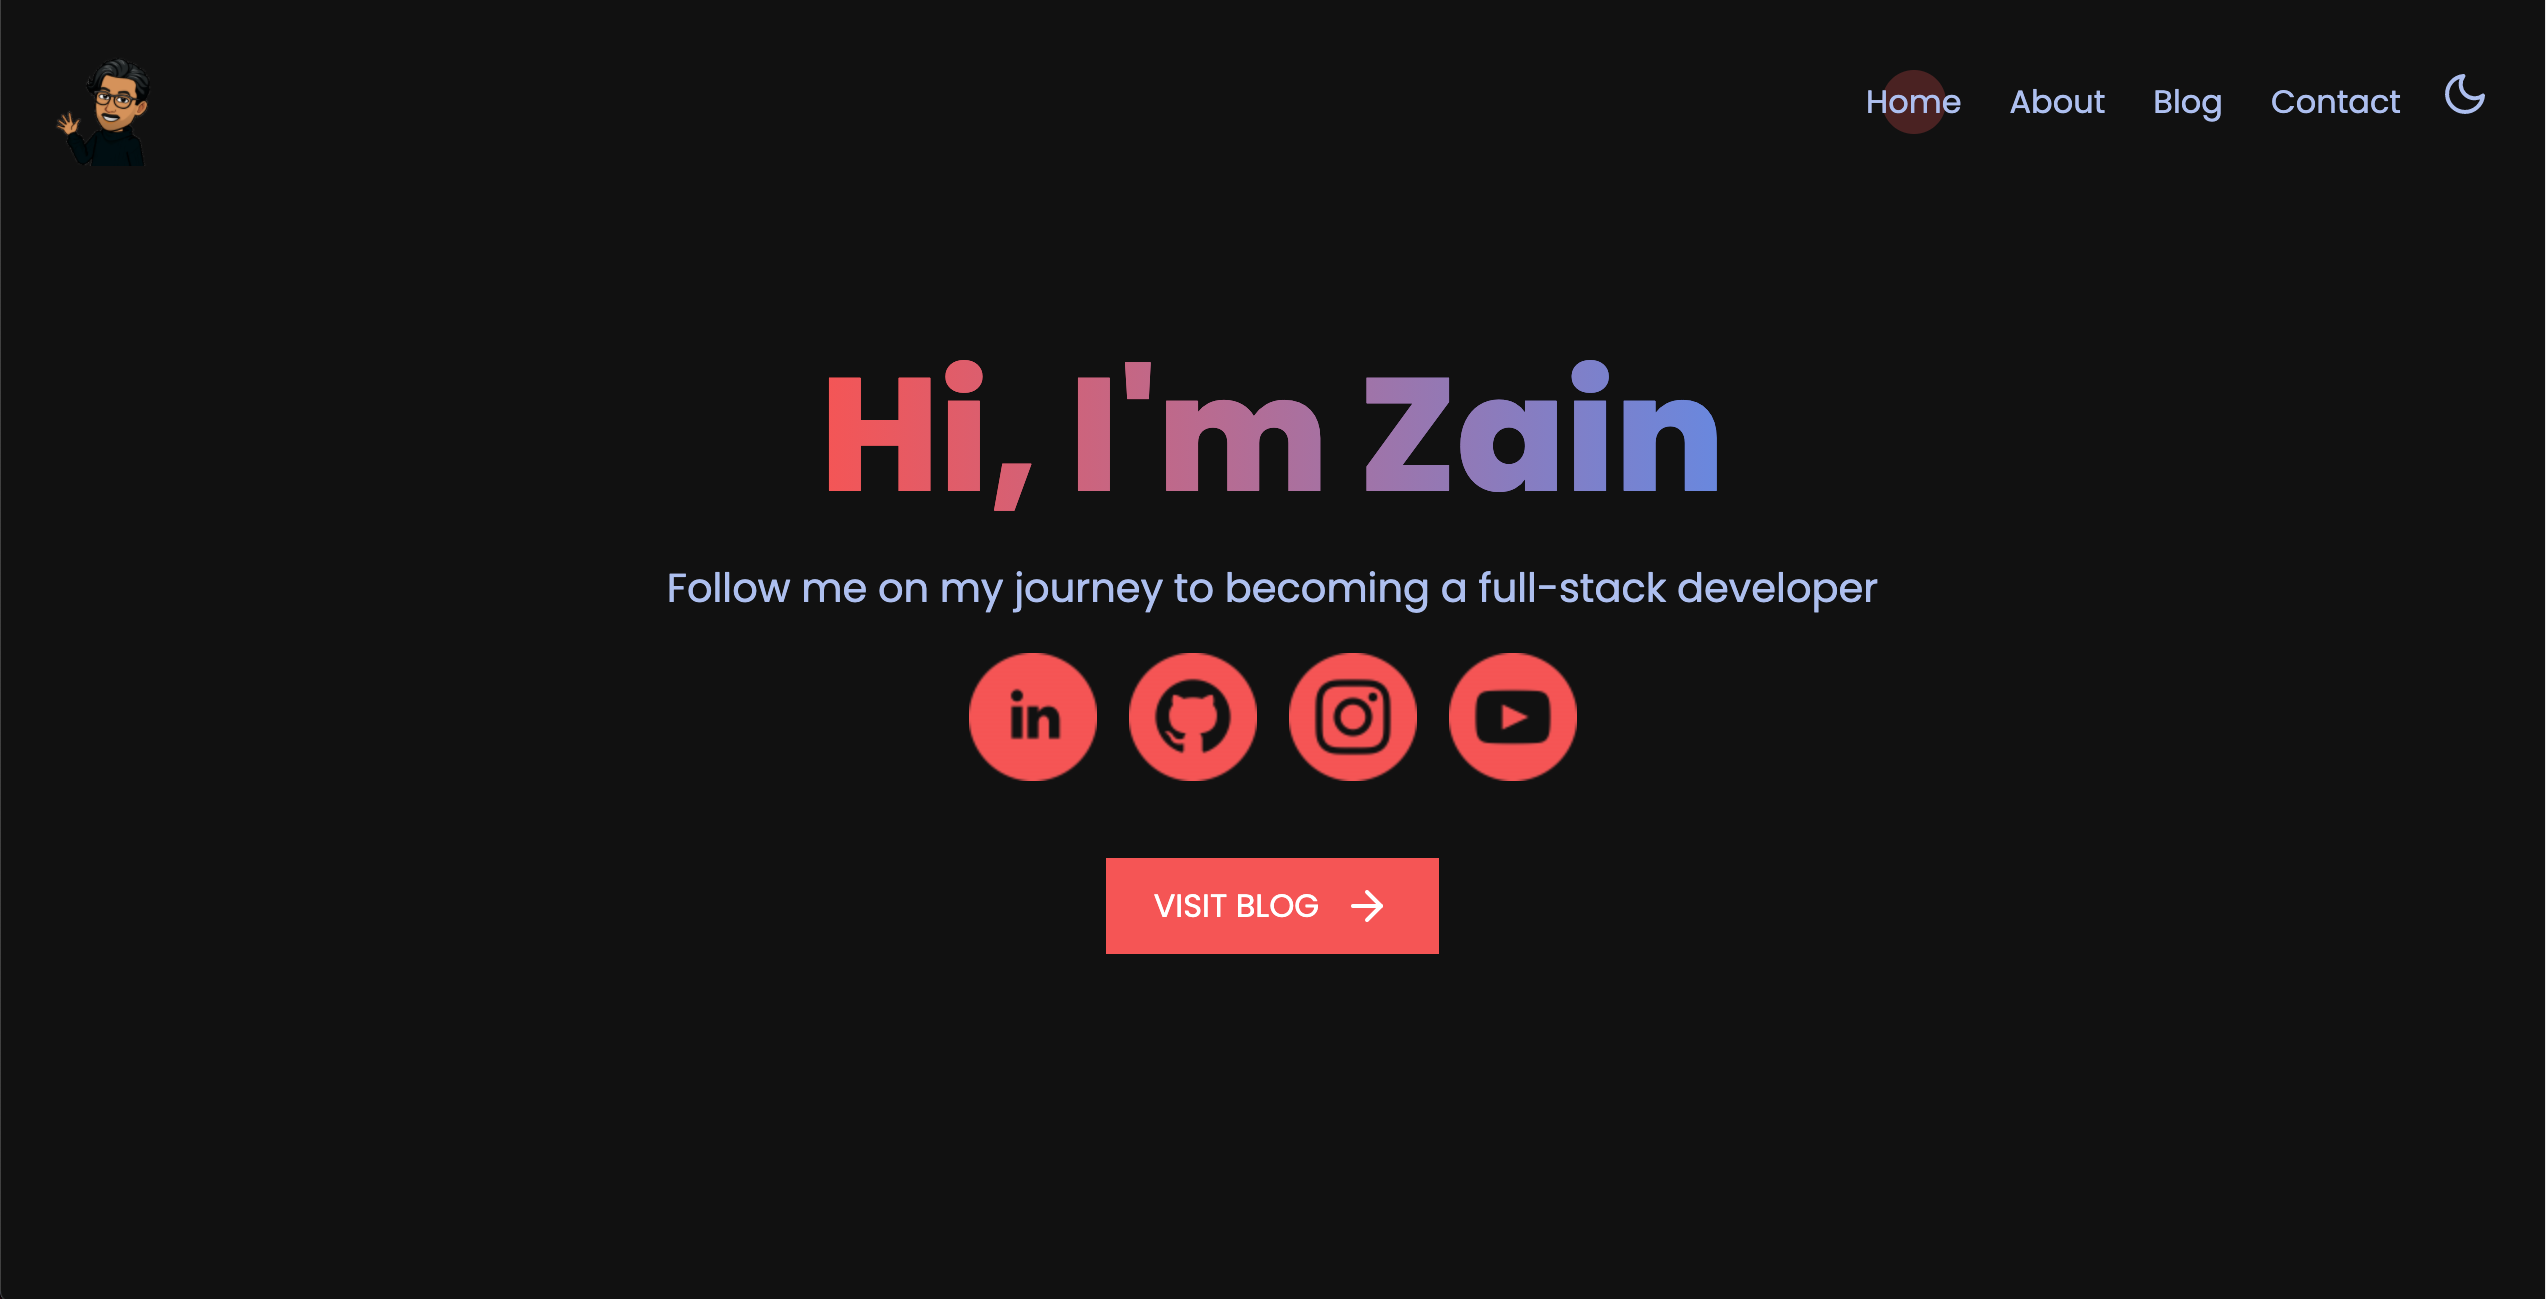 Home About Blog Contact
Hi, I'm Zain
Follow me on my journey to becoming a full-stack developer
in
VISIT BLOG